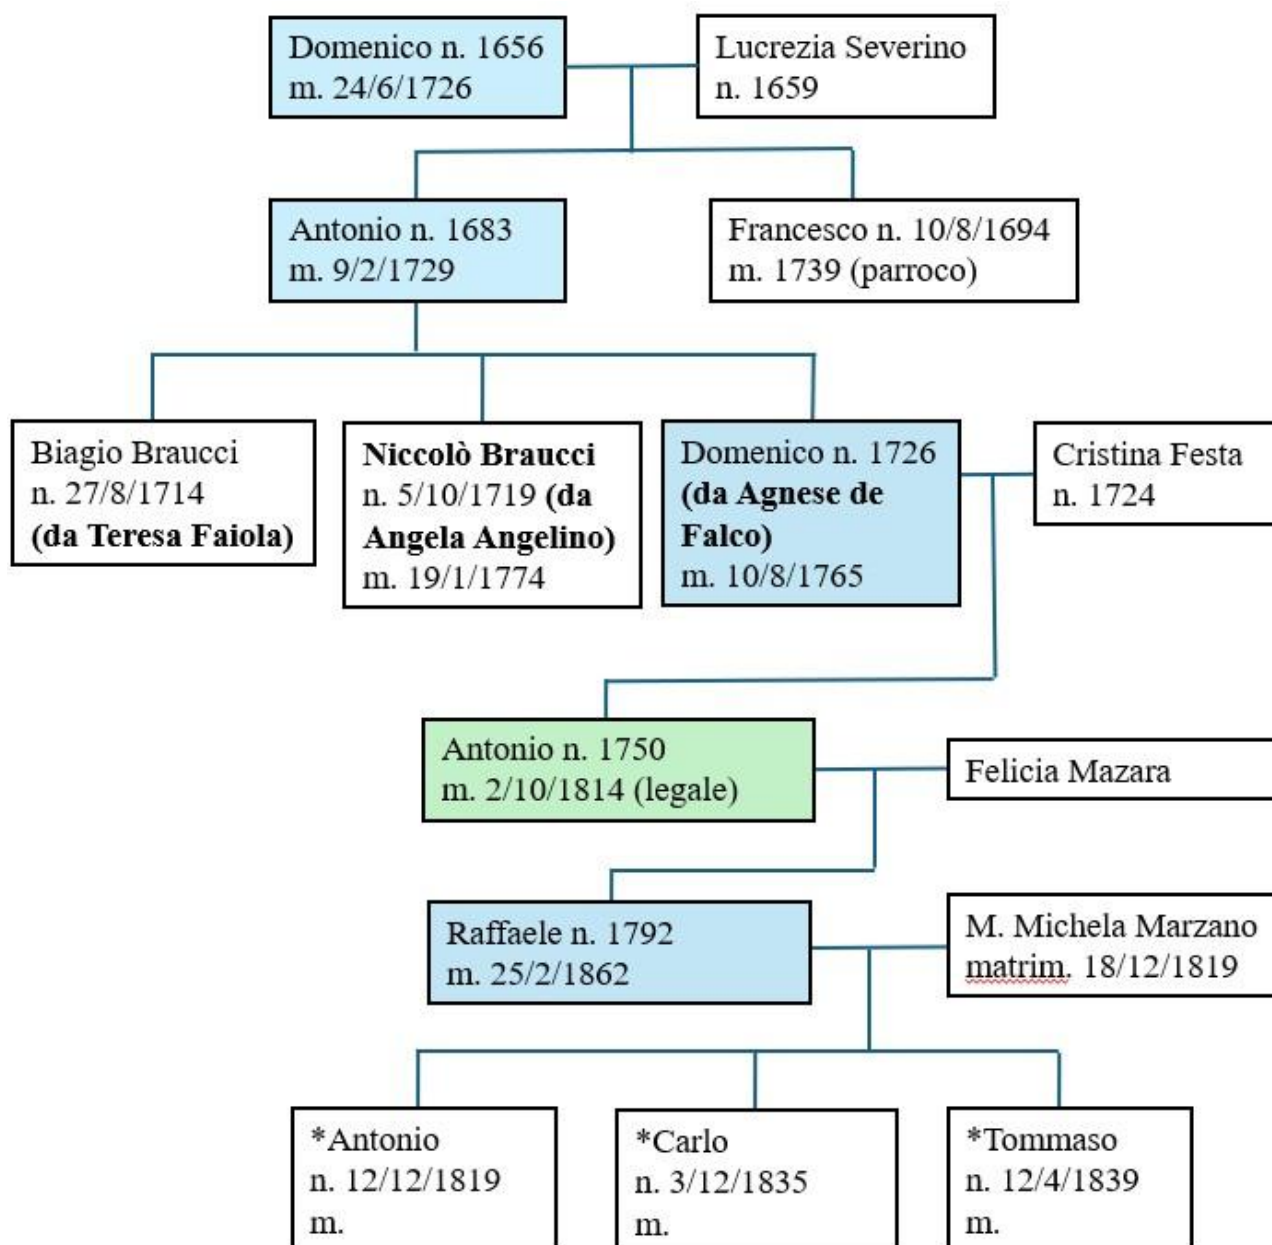 Domenico n. 1656
m. 24/6/1726
Lucrezia Severino
n. 1659
Antonio n. 1683
m. 9/2/1729
Francesco n. 10/8/1694
m. 1739 (parroco)
Biagio Braucci
n. 27/8/1714
(da Teresa Faiola)
Niccolò Braucci
n. 5/10/1719 (da
Angela Angelino)
m. 19/1/1774
Domenico n. 1726
(da Agnese de
Falco)
m. 10/8/1765
Cristina Festa
n. 1724
Antonio n. 1750
m. 2/10/1814 (legale)
Felicia Mazara
Raffaele n. 1792
m. 25/2/1862
M. Michela Marzano
matrim. 18/12/1819
*Antonio
n. 12/12/1819
m.
*Carlo
n. 3/12/1835
m.
*Tommaso
n. 12/4/1839
m.